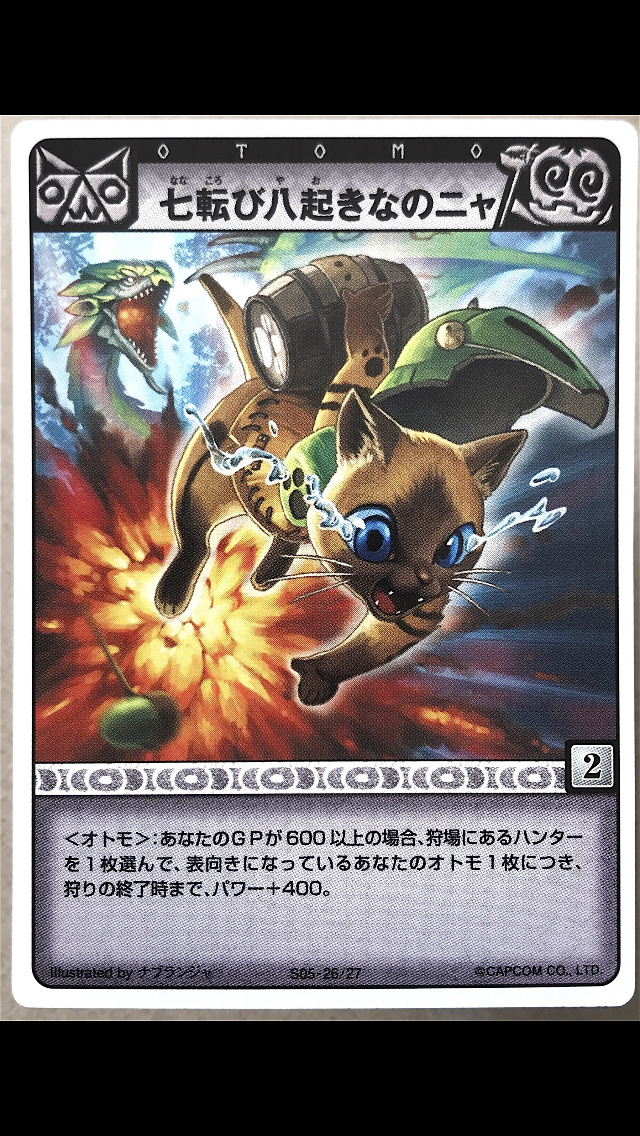 OTOMO
七転び八起きなのニャ
なな ころ や お
2
＜オトモ＞:あなたのGPが600以上の場合、狩場にあるハンター
を1枚選んで、表向きになっているあなたのオトモ1枚につき、
狩りの終了時まで、パワー+400。
illustrated by ナブランジャ S05-26/27 ©CAPCOM CO., LTD.